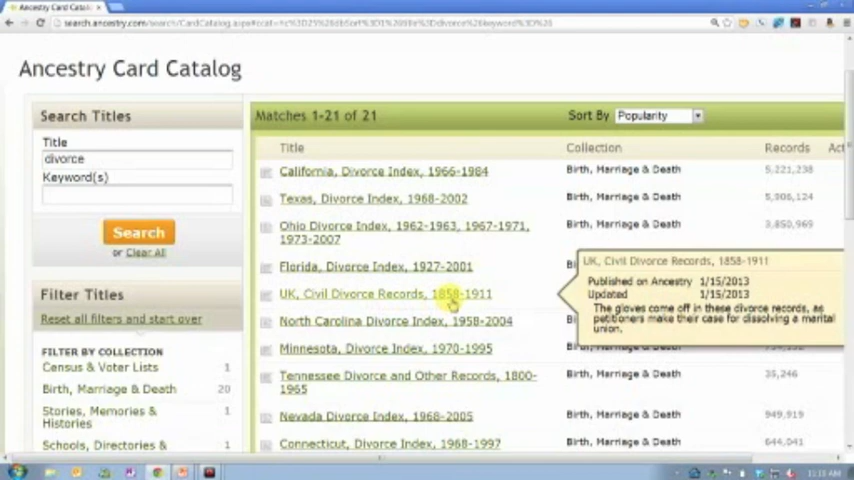 Ancestry Card Catalog
Ancestry Card Catalog
Search Titles
Title
divorce
Keyword(s)
Search
or Clear All
Filter Titles
Reset all filters and start over
FILTER BY COLLECTION
Census & Voter Lists 1
Birth, Marriage & Death 20
Stories, Memories & 1
Histories
Schools, Directories & 1
Matches 1-21 of 21
Sort By Popularity
Title Collection Records
California, Divorce Index, 1966-1984 Birth, Marriage & Death 5,221,238
Texas, Divorce Index, 1968-2002 Birth, Marriage & Death 5,906,124
Ohio Divorce Index, 1962-1963, 1967-1971, Birth, Marriage & Death 3,850,969
1973-2007
Florida, Divorce Index, 1927-2001
UK, Civil Divorce Records, 1858-1911
North Carolina Divorce Index, 1958-2004
Minnesota, Divorce Index, 1970-1995 Birth, Marriage & Death
Tennessee Divorce and Other Records, 1800- Birth, Marriage & Death 35,246
1965
Nevada Divorce Index, 1968-2005 Birth, Marriage & Death 949,919
Connecticut, Divorce Index, 1968-1997 Birth, Marriage & Death 644,041
UK, Civil Divorce Records, 1858-1911
Published on Ancestry 1/15/2013
Updated 1/15/2013
The gloves come off in these divorce records, as
petitioners make their case for dissolving a marital
union.